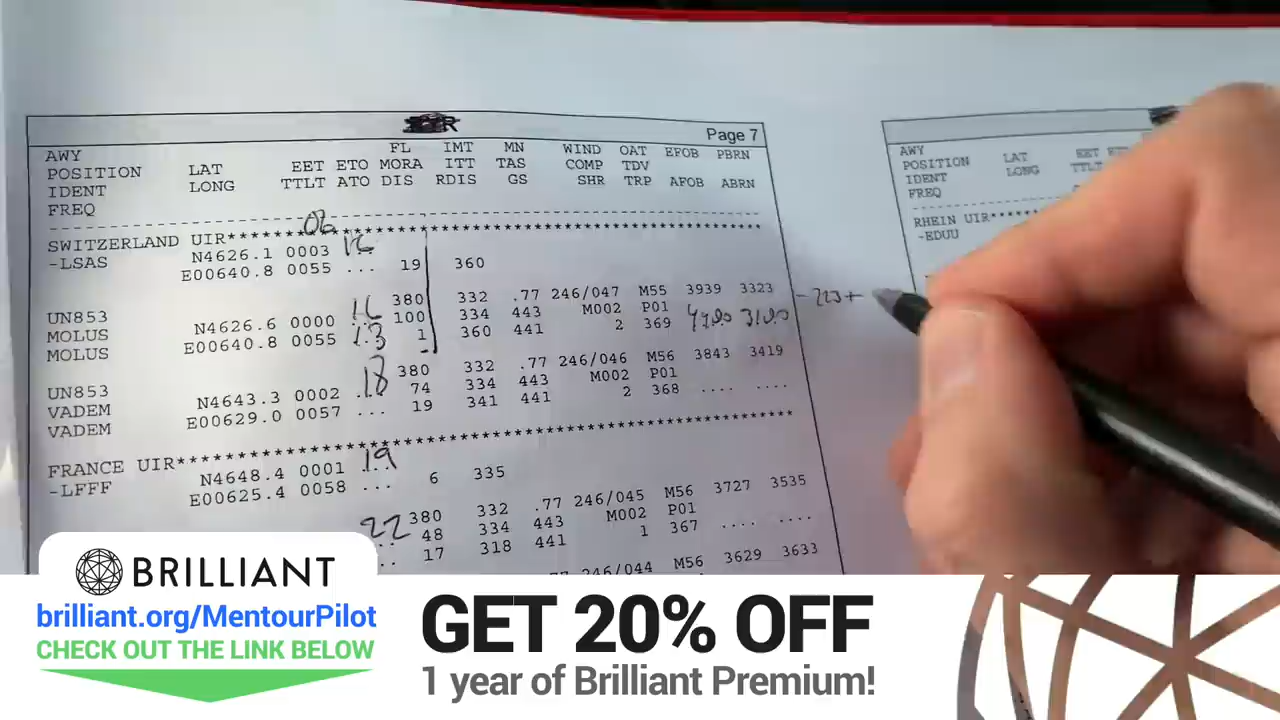 Page 7
AWY FL IMT MN WIND OAT EFOB PBRN
POSITION LAT EET ETO MORA ITT TAS COMP TDV
IDENT LONG TTLT ATO DIS RDIS GS SHR TRP AFOB ABRN
FREQ
06
SWITZERLAND UIR************************************************
-LSAS N4626.1 0003 16
E00640.8 0055 ... 19 360
UN853 380 332 .77 246/047 M55 3939 3323
MOLUS N4626.6 0000 16 100 334 443 M002 P01
MOLUS E00640.8 0055 13 1 360 441 2 369
UN853 380 332 .77 246/046 M56 3843 3419
VADEM N4643.3 0002 18 74 334 443 M002 P01
VADEM E00629.0 0057 ... 19 341 441 2 368 .... ....
FRANCE UIR************************************************
-LFFF N4648.4 0001 19
E00625.4 0058 ... 6 335
22 380 332 .77 246/045 M56 3727 3535
48 334 443 M002 P01
17 318 441 1 367 .... ....
246/044 M56 3629 3633
AWY
POSITION LAT EET
IDENT LONG
FREQ
RHEIN UIR
-EDUU
BRILLIANT
brilliant.org/MentourPilot
CHECK OUT THE LINK BELOW
GET 20% OFF
1 year of Brilliant Premium!